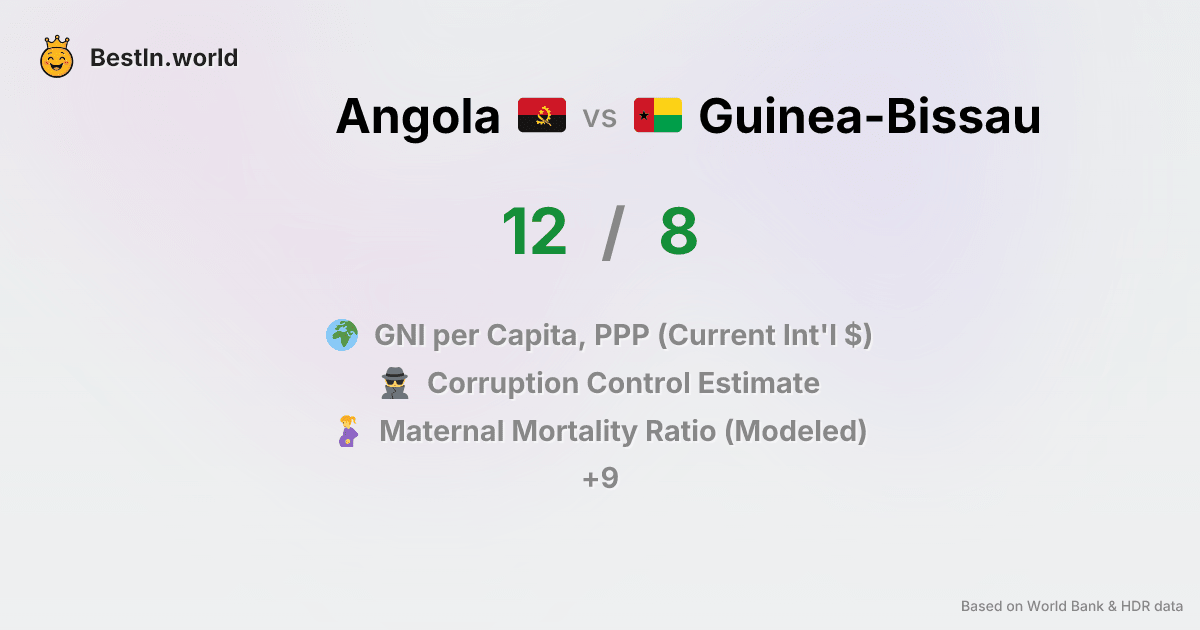 BestIn.world
Angola vs Guinea-Bissau
12 / 8
GNI per Capita, PPP (Current Int'l $)
Corruption Control Estimate
Maternal Mortality Ratio (Modeled)
+9
Based on World Bank & HDR data